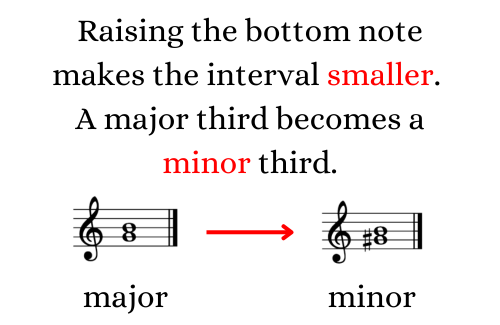 Raising the bottom note
makes the interval smaller.
A major third becomes a
minor third.
major
minor